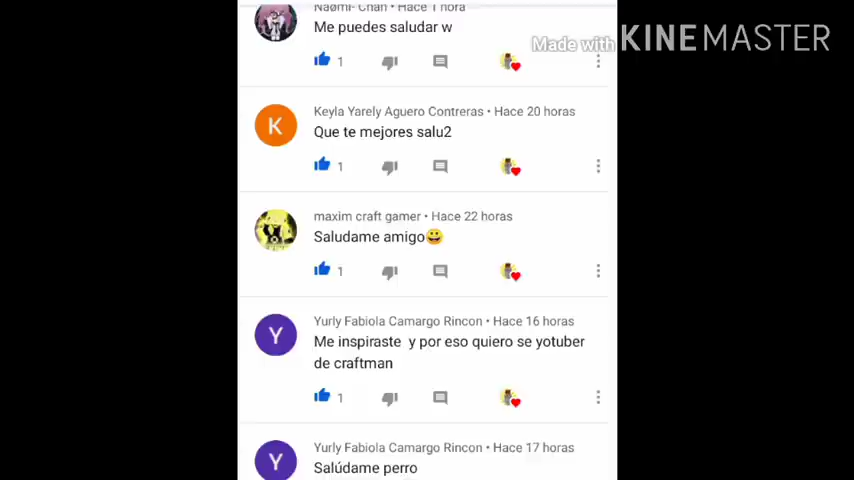 Naomi- Chan • Hace 1 hora
Me puedes saludar w
1
Made with KINEMASTER
K
Keyla Yarely Aguero Contreras • Hace 20 horas
Que te mejores salu2
1
maxim craft gamer • Hace 22 horas
Saludame amigo😀
1
Y
Yurly Fabiola Camargo Rincon • Hace 16 horas
Me inspiraste y por eso quiero se yotuber
de craftman
1
Y
Yurly Fabiola Camargo Rincon • Hace 17 horas
Salúdame perro